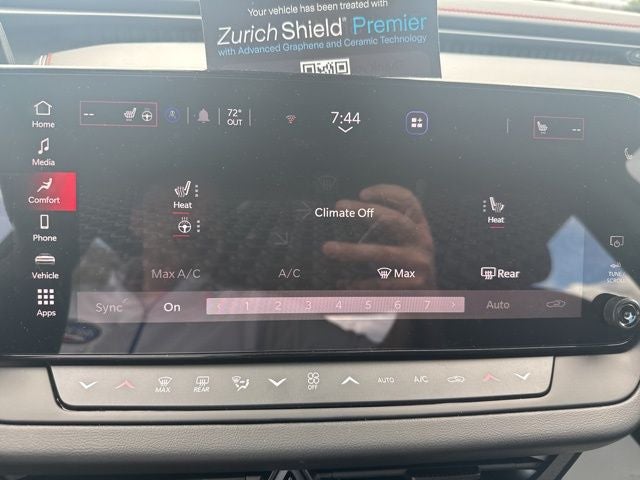 Your vehicle has been treated with
Zurich Shield® Premier
with Advanced Graphene and Ceramic Technology
Home
Media
Comfort
Phone
Vehicle
Apps
--
72°
OUT
7:44
--
Heat
Climate Off
Heat
Max A/C
A/C
Max
Rear
TUNE/
SCROLL
Sync
On
< 1 2 3 4 5 6 7 >
Auto
MAX
REAR
OFF
AUTO
A/C